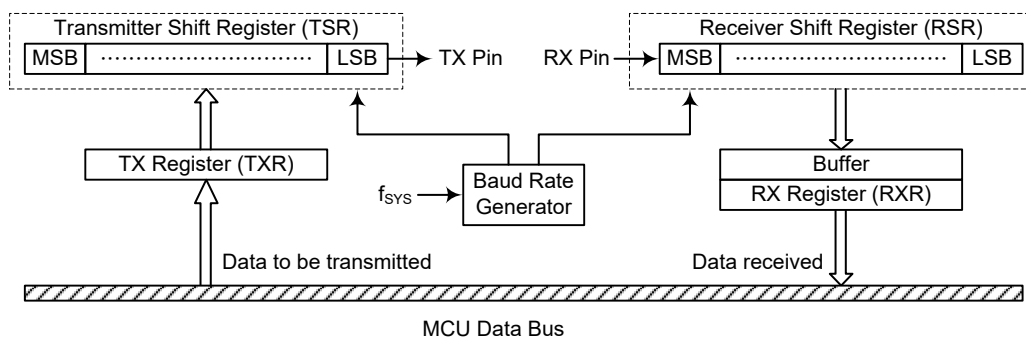 Transmitter Shift Register (TSR)
MSB
LSB
TX Pin
RX Pin
Receiver Shift Register (RSR)
MSB
LSB
TX Register (TXR)
f_SYS
Baud Rate
Generator
Buffer
RX Register (RXR)
Data to be transmitted
Data received
MCU Data Bus